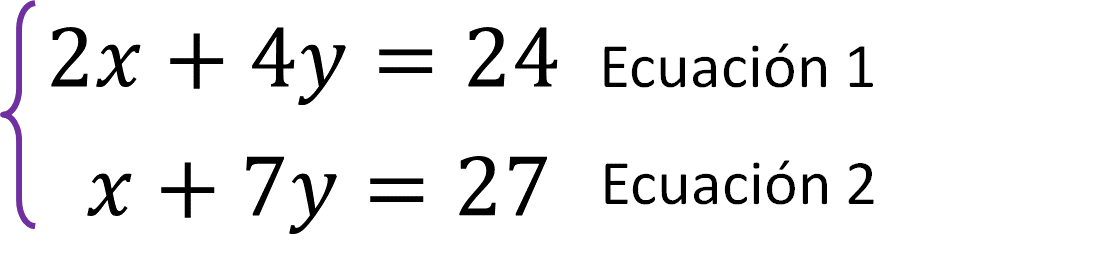 2x + 4y = 24 Ecuación 1
x + 7y = 27 Ecuación 2